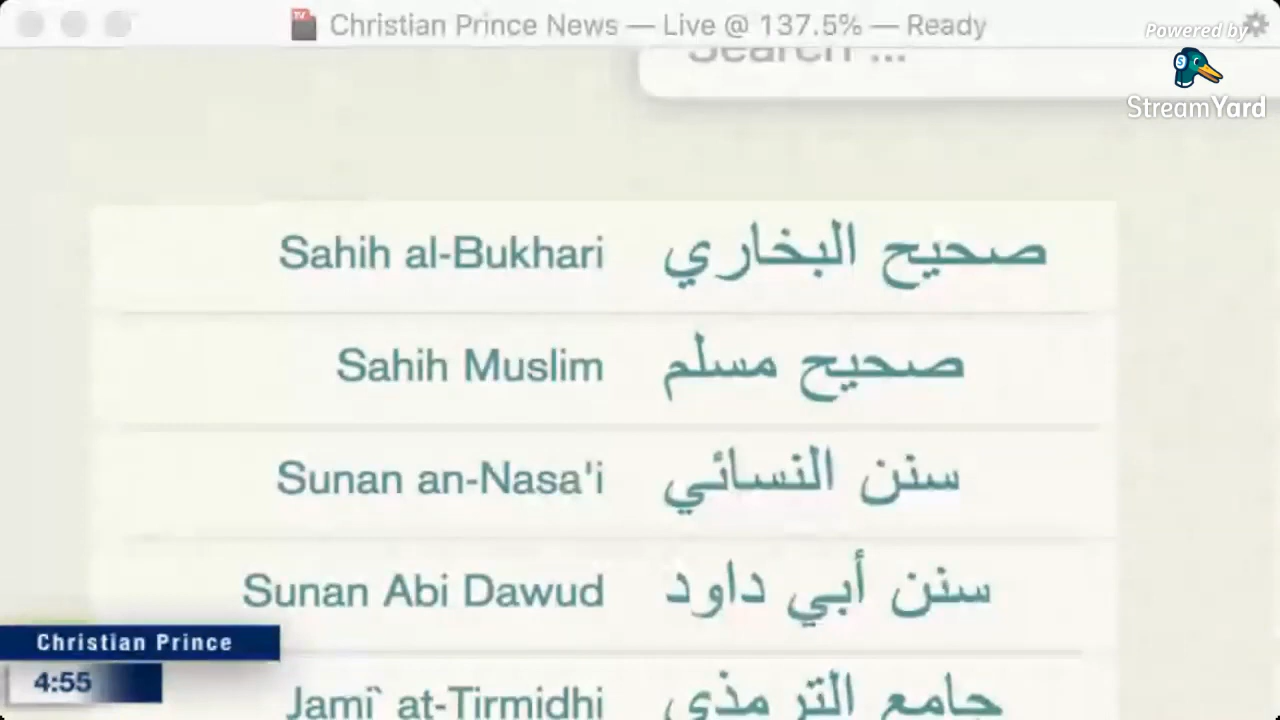 Christian Prince News — Live @ 137.5% — Ready
Powered by
StreamYard
Search ...
Sahih al-Bukhari صحيح البخاري
Sahih Muslim صحيح مسلم
Sunan an-Nasa'i سنن النسائي
Sunan Abi Dawud سنن أبي داود
Jami` at-Tirmidhi جامع الترمذي
Christian Prince
4:55